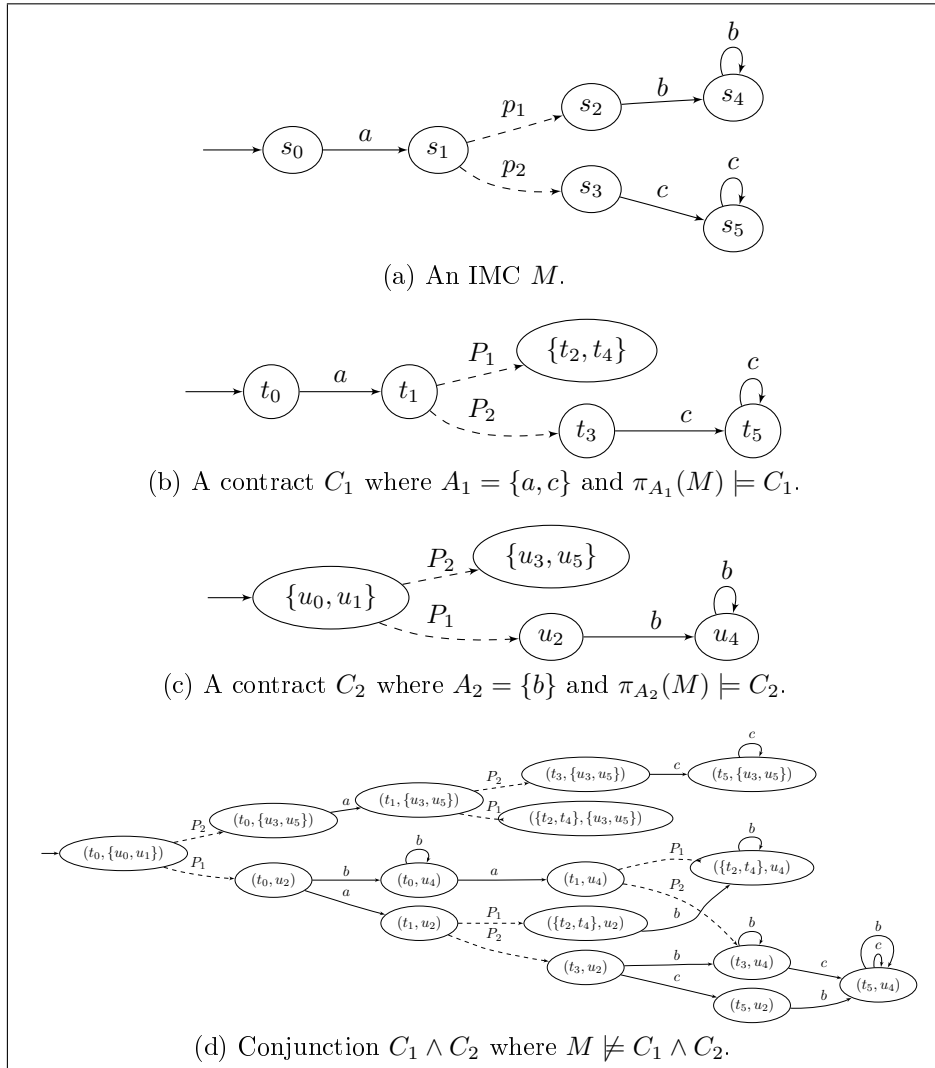 b
s₄
b
p₁
s₂
s₀
a
s₁
p₂
s₃
c
c
s₅
(a) An IMC M.
P₁
{t₂, t₄}
t₀
a
t₁
P₂
t₃
c
c
t₅
(b) A contract C₁ where A₁ = {a, c} and π_{A₁}(M) ⊨ C₁.
P₂
{u₃, u₅}
{u₀, u₁}
P₁
u₂
b
b
u₄
(c) A contract C₂ where A₂ = {b} and π_{A₂}(M) ⊨ C₂.
c
P₂
(t₃, {u₃, u₅})
c
(t₅, {u₃, u₅})
a
(t₁, {u₃, u₅})
P₁
({t₂, t₄}, {u₃, u₅})
P₂
(t₀, {u₃, u₅})
(t₀, {u₀, u₁})
P₁
(t₀, u₂)
b
b
(t₀, u₄)
a
(t₁, u₄)
P₁
b
({t₂, t₄}, u₄)
P₂
a
(t₁, u₂)
P₁
({t₂, t₄}, u₂)
b
P₂
(t₃, u₂)
b
b
(t₃, u₄)
c
c
(t₅, u₂)
b
b
c
(t₅, u₄)
(d) Conjunction C₁ ∧ C₂ where M ⊭ C₁ ∧ C₂.